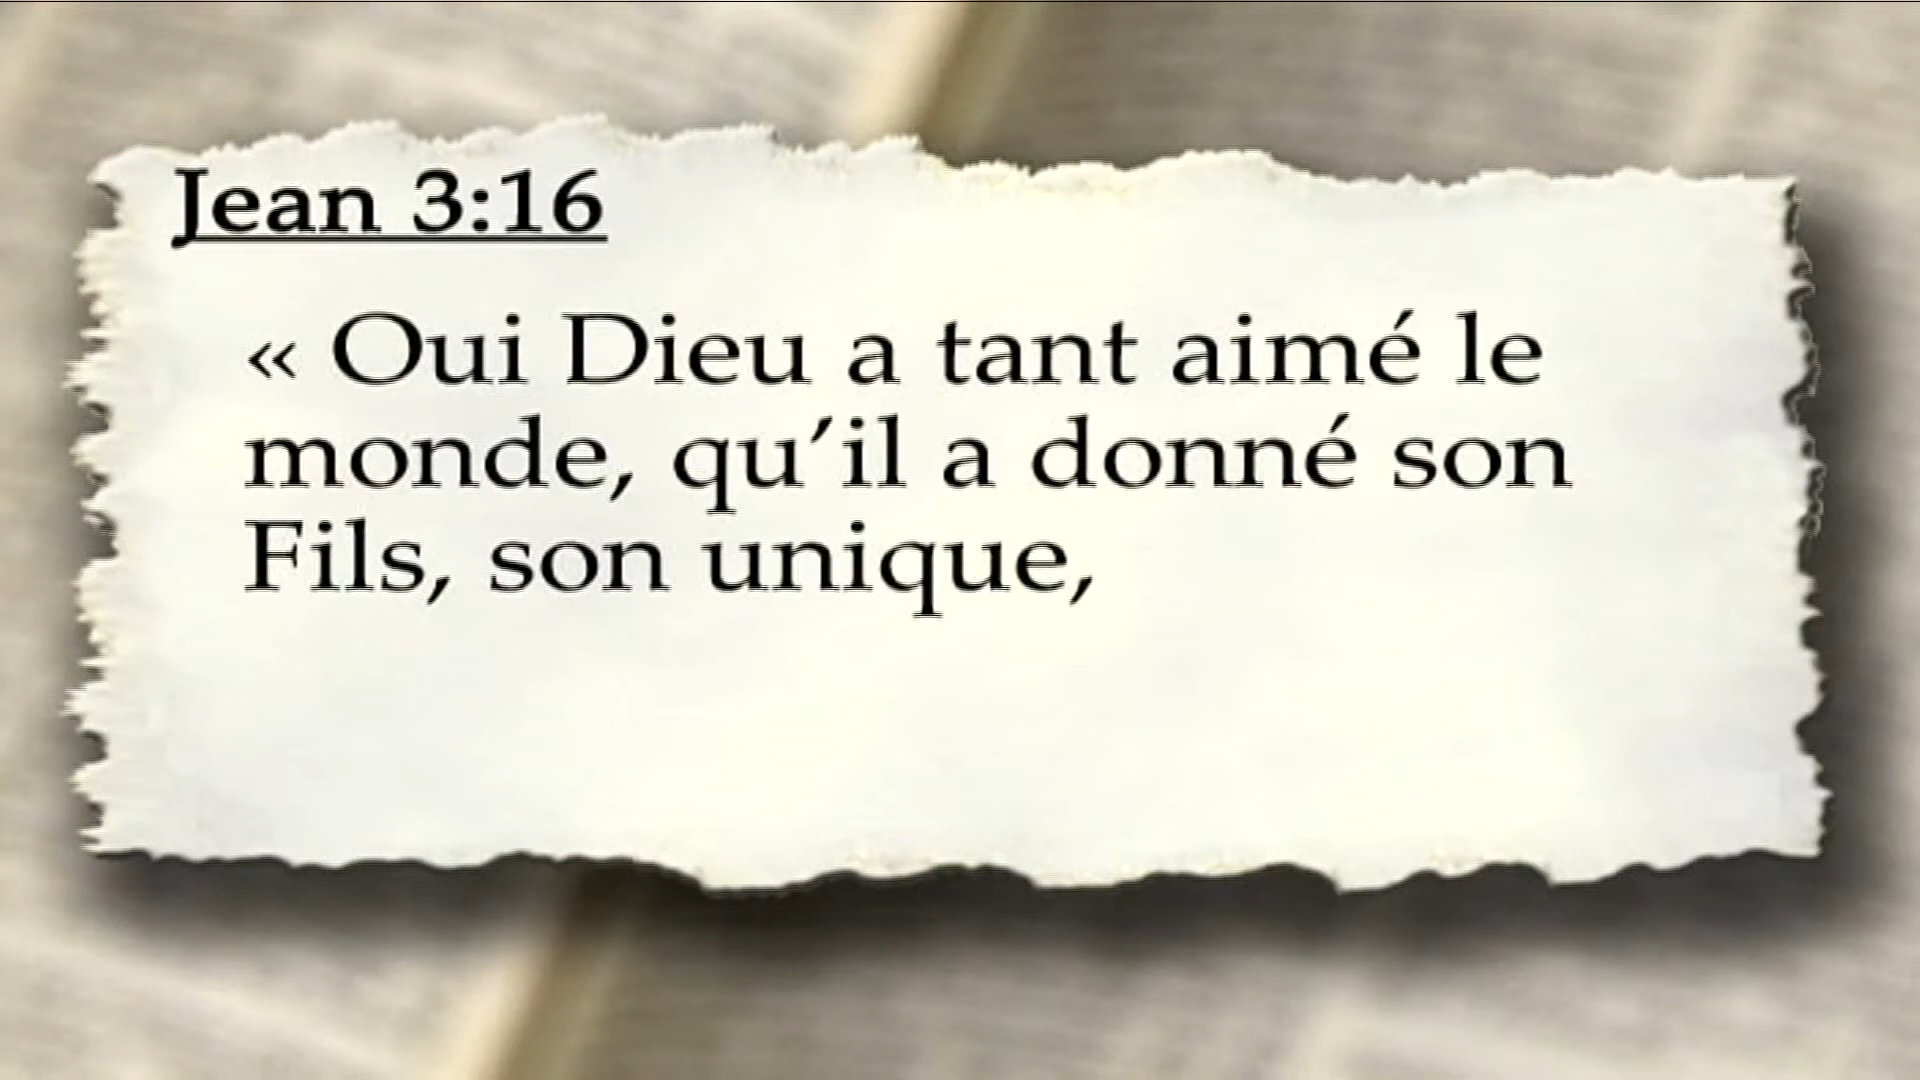 Jean 3:16
« Oui Dieu a tant aimé le
monde, qu’il a donné son
Fils, son unique,